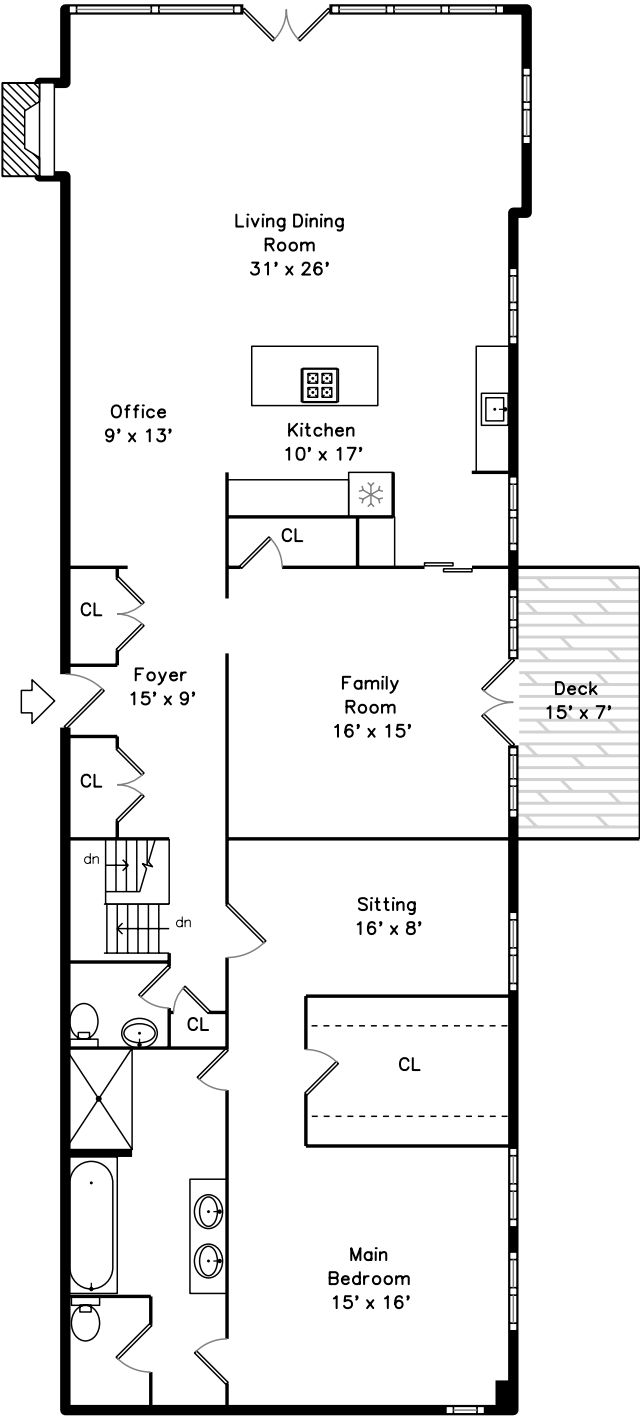 Living Dining
Room
31’ x 26’
Office
9’ x 13’
Kitchen
10’ x 17’
CL
CL
Foyer
15’ x 9’
Family
Room
16’ x 15’
Deck
15’ x 7’
CL
dn
dn
Sitting
16’ x 8’
CL
CL
Main
Bedroom
15’ x 16’